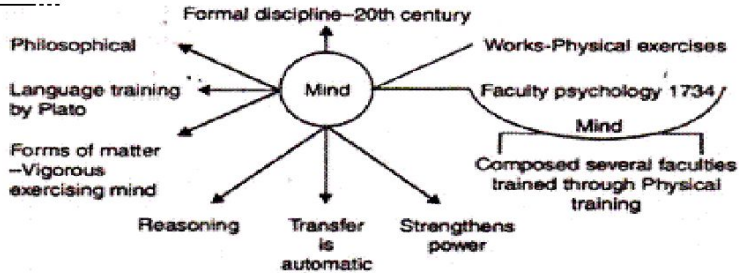 Formal discipline–20th century
Philosophical
Works-Physical exercises
Language training
by Plato
Mind
Faculty psychology 1734
Mind
Forms of matter
–Vigorous
exercising mind
Composed several faculties
trained through Physical
training
Reasoning
Transfer
is
automatic
Strengthens
power